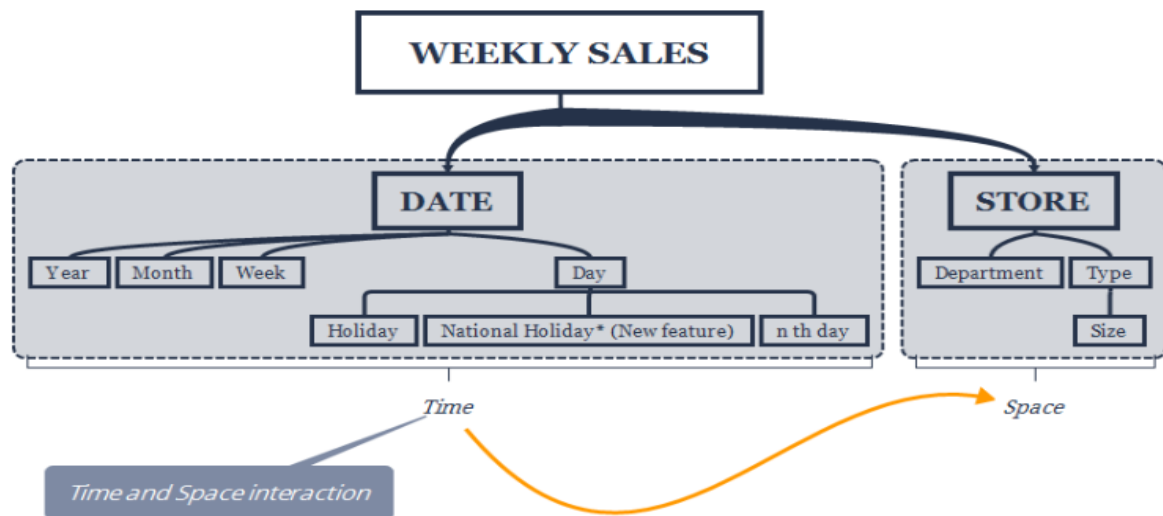 WEEKLY SALES
DATE
STORE
Year
Month
Week
Day
Department
Type
Holiday
National Holiday* (New feature)
n th day
Size
Time
Space
Time and Space interaction